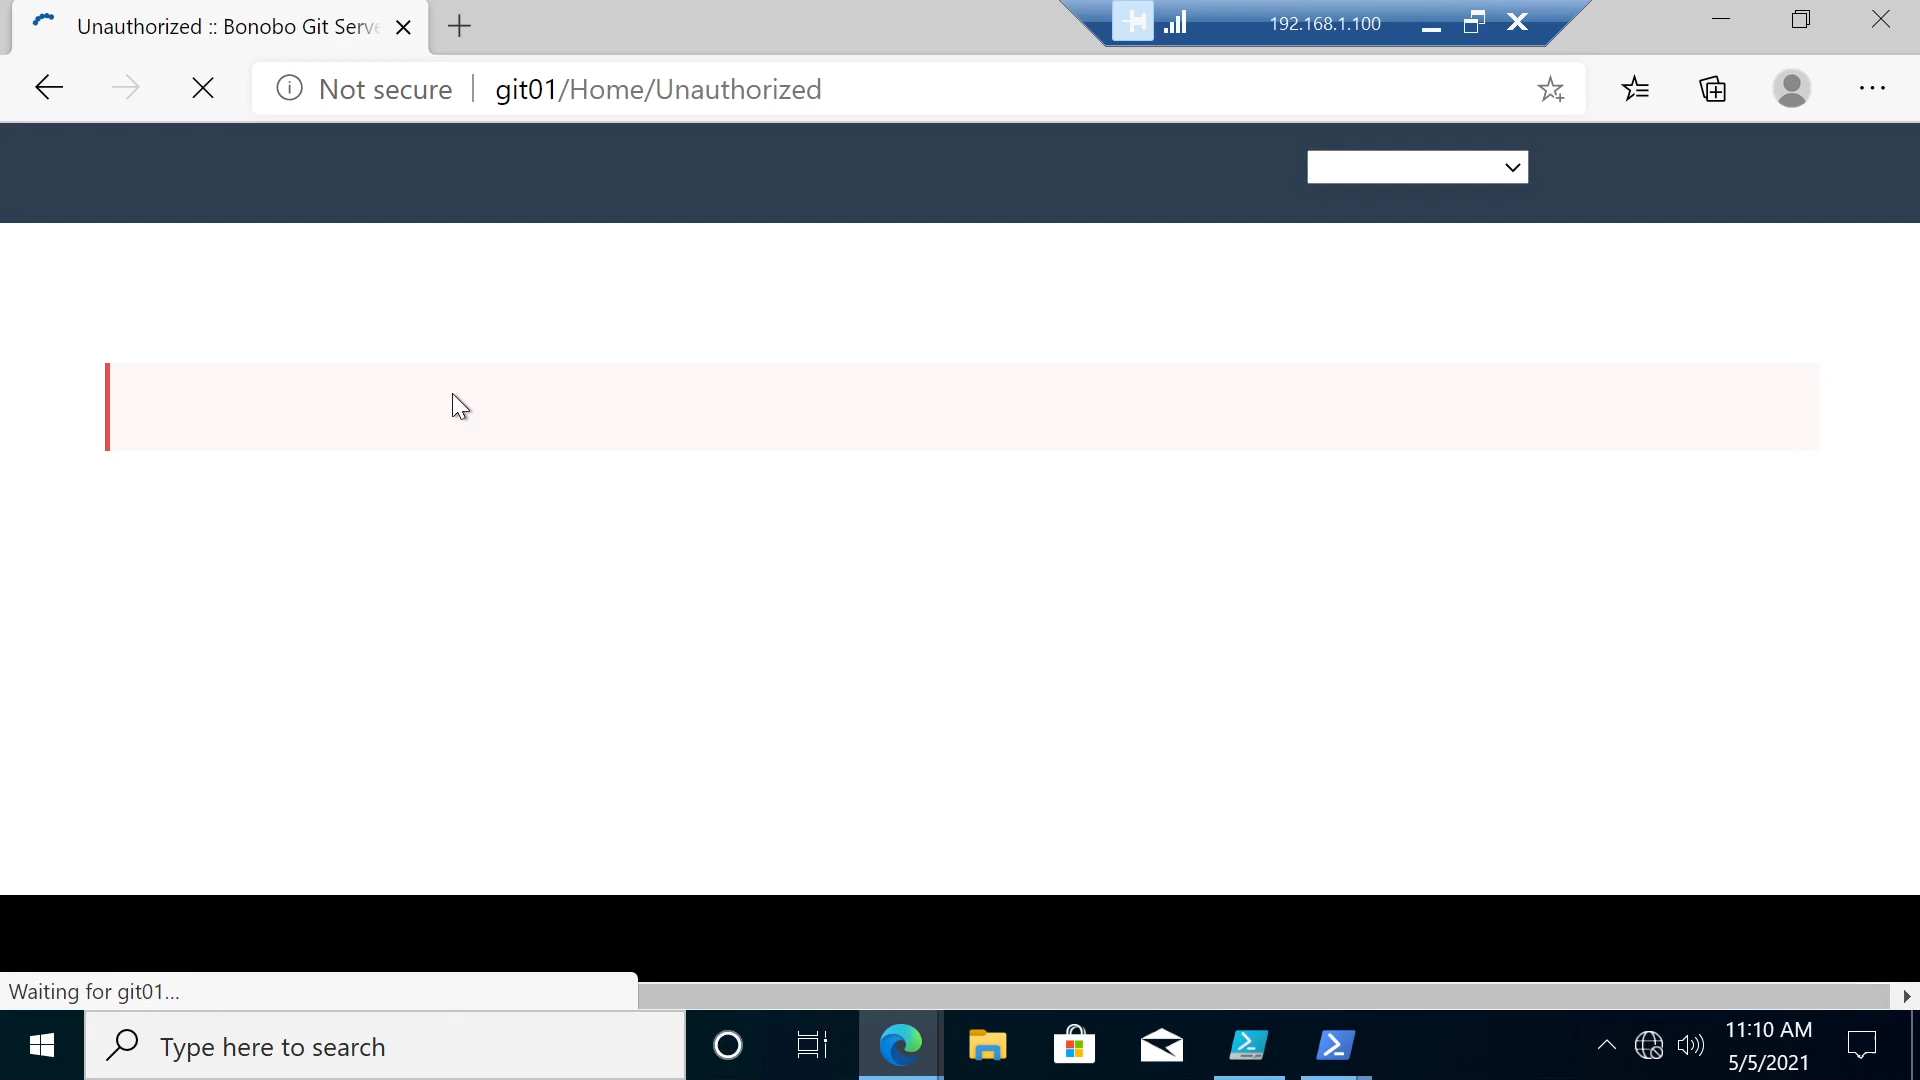 Unauthorized :: Bonobo Git Serve
192.168.1.100
Not secure
git01/Home/Unauthorized
Waiting for git01...
Type here to search
11:10 AM
5/5/2021